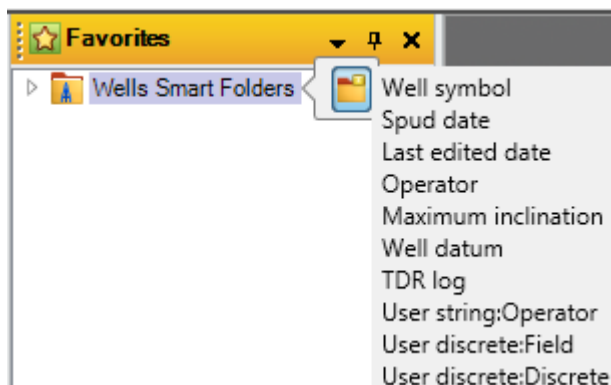 Favorites
Wells Smart Folders
Well symbol
Spud date
Last edited date
Operator
Maximum inclination
Well datum
TDR log
User string:Operator
User discrete:Field
User discrete:Discrete